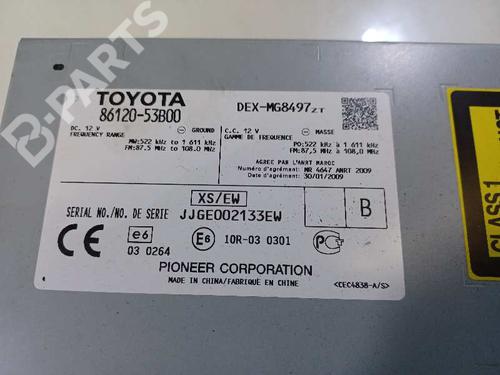 B-PARTS
TOYOTA
86120-53B00
DEX-MG8497ZT
DC. 12 V GROUND
FREQUENCY RANGE
MW:522 kHz to 1 611 kHz
FM:87.5 MHz to 108.0 MHz
C.C. 12 V MASSE
GAMME DE FREQUENCE
PO:522 kHz à 1 611 kHz
FM:87,5 MHz à 108,0 MHz
AGREE PAR L'ANRT MAROC
Numéro d'agrément: MR 4647 ANRT 2009
Date d'agrément: 30/01/2009
XS/EW
SERIAL NO./NO. DE SERIE JJGE002133EW
B
CE
e6
03 0264
E6
10R-03 0301
PIONEER CORPORATION
MADE IN CHINA/FABRIQUÉ EN CHINE
<CEC4838-A/S>
CLASS 1